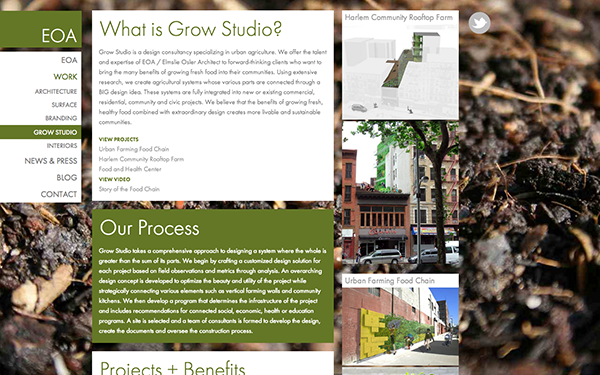 EOA
EOA
WORK
ARCHITECTURE
SURFACE
BRANDING
GROW STUDIO
INTERIORS
NEWS & PRESS
BLOG
CONTACT
What is Grow Studio?
Grow Studio is a design consultancy specializing in urban agriculture. We offer the talent
and expertise of EOA / Elmslie Osler Architect to forward-thinking clients who want to
bring the many benefits of growing fresh food into their communities. Using extensive
research, we create agricultural systems whose various parts are connected through a
BIG design idea. These systems are fully integrated into new or existing commercial,
residential, community and civic projects. We believe that the benefits of growing fresh,
healthy food combined with extraordinary design creates more livable and sustainable
communities.
VIEW PROJECTS
Urban Farming Food Chain
Harlem Community Rooftop Farm
Food and Health Center
VIEW VIDEO
Story of the Food Chain
Our Process
Grow Studio takes a comprehensive approach to designing a system where the whole is
greater than the sum of its parts. We begin by crafting a customized design solution for
each project based on field observations and metrics through analysis. An overarching
design concept is developed to optimize the beauty and utility of the project while
strategically connecting various elements such as vertical farming walls and community
kitchens. We then develop a program that determines the infrastructure of the project
and includes recommendations for connected social, economic, health or education
programs. A site is selected and a team of consultants is formed to develop the design,
create the documents and oversee the construction process.
Projects + Benefits
Harlem Community Rooftop Farm
Urban Farming Food Chain